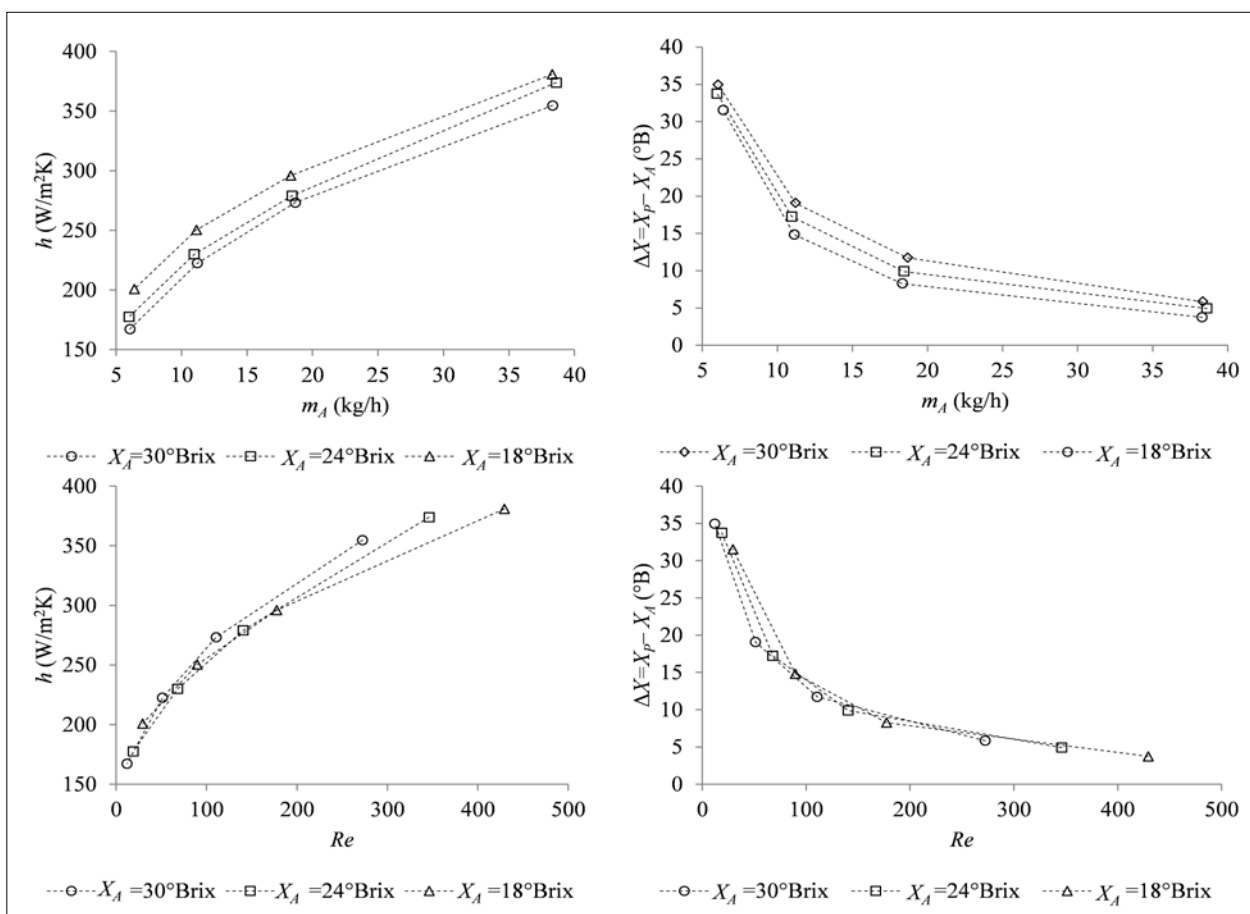 400
350
300
250
200
150
h (W/m²K)
5 10 15 20 25 30 35 40
m_A (kg/h)
X_A =30°Brix X_A =24°Brix X_A =18°Brix
40
35
30
25
20
15
10
5
0
ΔX=X_p– X_A (°B)
5 10 15 20 25 30 35 40
m_A (kg/h)
X_A =30°Brix X_A =24°Brix X_A =18°Brix
400
350
300
250
200
150
h (W/m²K)
0 100 200 300 400 500
Re
X_A =30°Brix X_A =24°Brix X_A =18°Brix
40
35
30
25
20
15
10
5
0
ΔX=X_p– X_A (°B)
0 100 200 300 400 500
Re
X_A =30°Brix X_A =24°Brix X_A =18°Brix